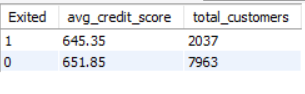 Exited avg_credit_score total_customers
1 645.35 2037
0 651.85 7963